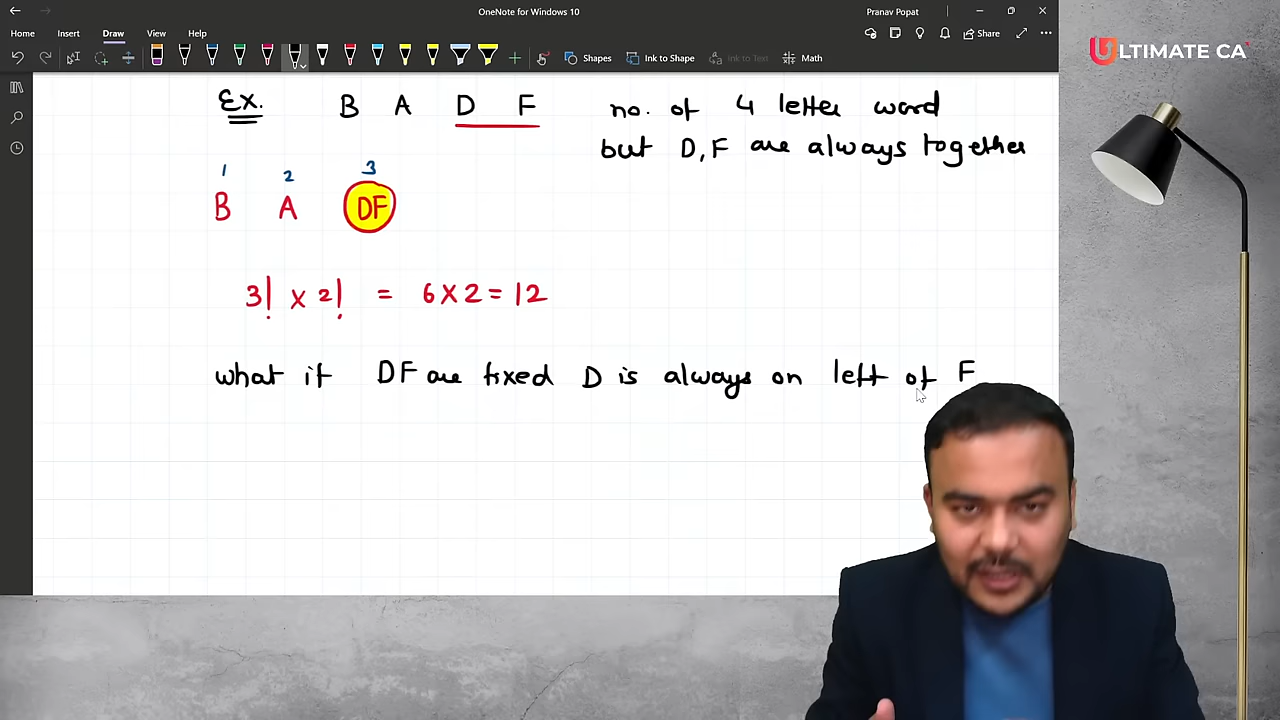 OneNote for Windows 10
Pranav Popat
Home Insert Draw View Help
Share
Shapes
Ink to Shape
Ink to Text
Math
ULTIMATE CA
Ex. B A D F
no. of 4 letter word
but D, F are always together
1 2 3
B A DF
3! X 2! = 6 X 2 = 12
what if DF are fixed D is always on left of F